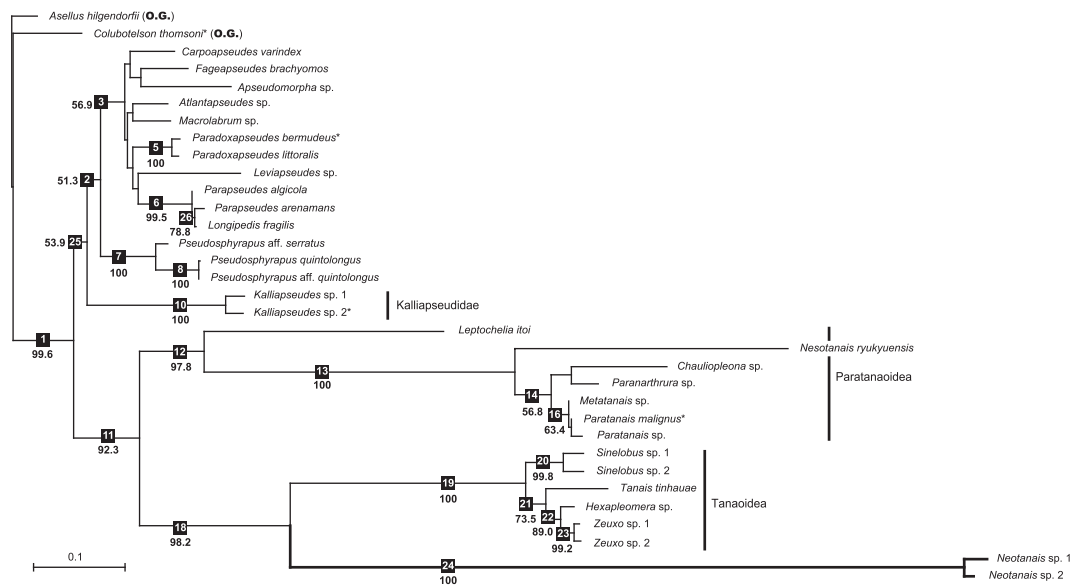 Asellus hilgendorfii (O.G.)
Colubotelson thomsoni* (O.G.)
Carpoapseudes varindex
Fageapseudes brachyomos
Apseudomorpha sp.
3
56.9
Atlantapseudes sp.
Macrolabrum sp.
Paradoxapseudes bermudeus*
5
100
Paradoxapseudes littoralis
Leviapseudes sp.
2
51.3
Parapseudes algicola
6
99.5
Parapseudes arenamans
26
78.8
Longipedis fragilis
25
53.9
Pseudosphyrapus aff. serratus
7
100
Pseudosphyrapus quintolongus
8
100
Pseudosphyrapus aff. quintolongus
Kalliapseudes sp. 1
10
100
Kalliapseudidae
Kalliapseudes sp. 2*
1
99.6
Leptochelia itoi
12
97.8
Nesotanais ryukyuensis
13
100
Chauliopleona sp.
Paratanaoidea
Paranarthrura sp.
14
56.8
Metatanais sp.
16
63.4
Paratanais malignus*
Paratanais sp.
11
92.3
Sinelobus sp. 1
20
99.8
Sinelobus sp. 2
19
100
Tanais tinhauae
21
73.5
Tanaoidea
Hexapleomera sp.
22
89.0
Zeuxo sp. 1
23
99.2
Zeuxo sp. 2
18
98.2
0.1
24
100
Neotanais sp. 1
Neotanais sp. 2